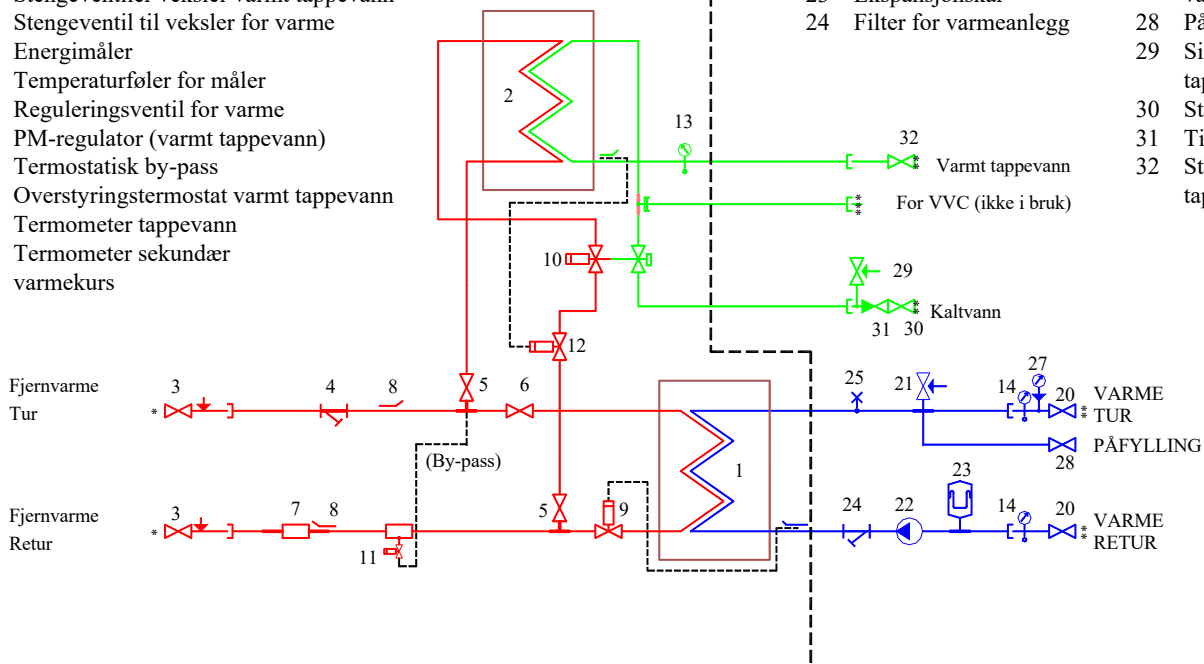 Stengeventil til veksler for varme
Energimåler
Temperaturføler for måler
Reguleringsventil for varme
PM-regulator (varmt tappevann)
Termostatisk by-pass
Overstyringstermostat varmt tappevann
Termometer tappevann
Termometer sekundær
varmekurs
24 Filter for varmeanlegg
28
29
30
31
32
2
13
32
Varmt tappevann
For VVC (ikke i bruk)
10
29
Kaltvann
31 30
12
Fjernvarme
Tur
3 4 8 5 6
25 21 14 27 20
VARME
TUR
(By-pass)
1
PÅFYLLING
28
23
Fjernvarme
Retur
3 7 8 5 9
24 22 14 20
VARME
RETUR
11